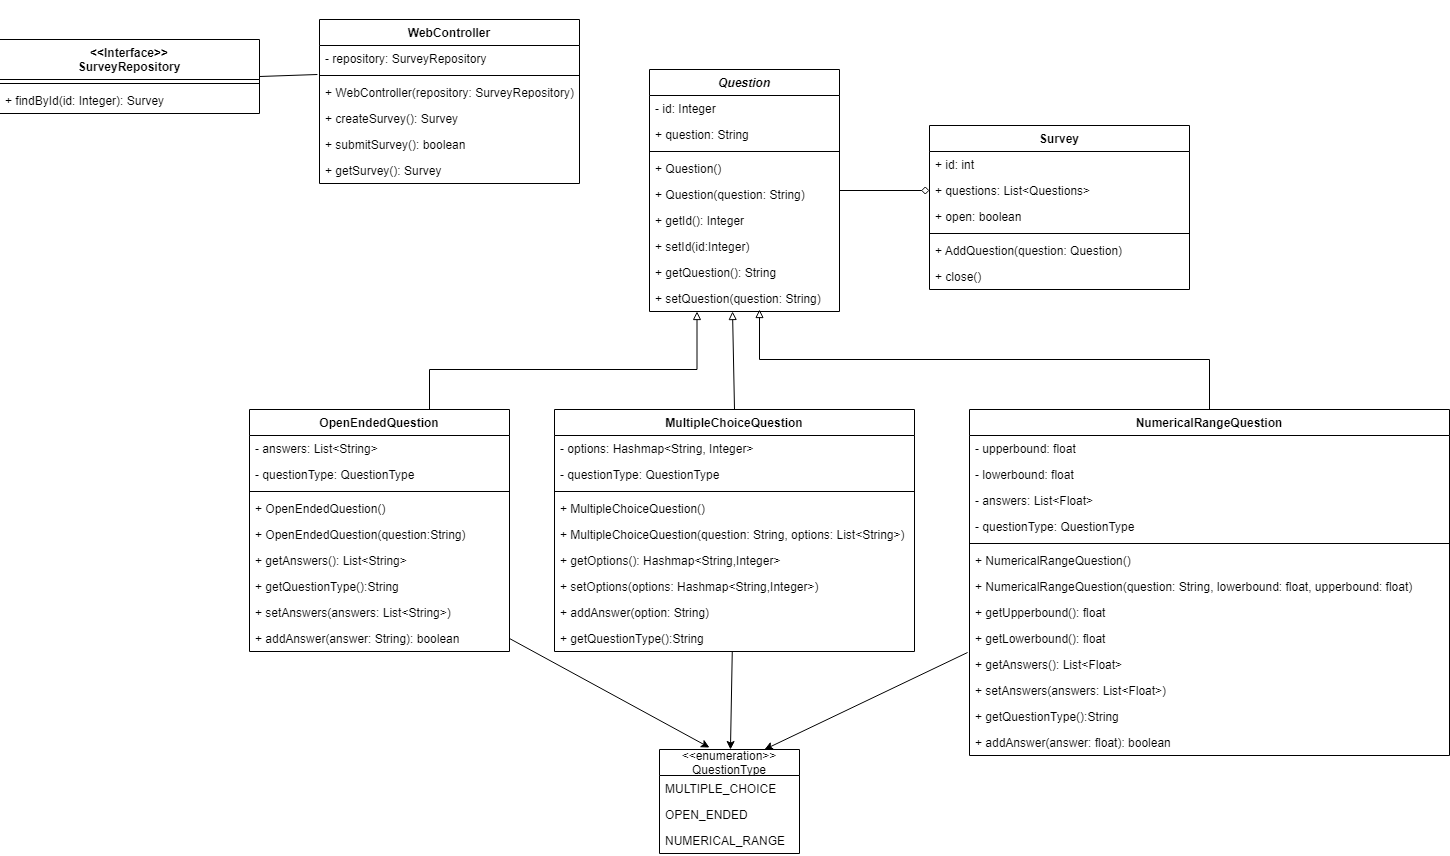 <<Interface>>
SurveyRepository
+ findById(id: Integer): Survey
WebController
- repository: SurveyRepository
+ WebController(repository: SurveyRepository)
+ createSurvey(): Survey
+ submitSurvey(): boolean
+ getSurvey(): Survey
Question
- id: Integer
+ question: String
+ Question()
+ Question(question: String)
+ getId(): Integer
+ setId(id:Integer)
+ getQuestion(): String
+ setQuestion(question: String)
Survey
+ id: int
+ questions: List<Questions>
+ open: boolean
+ AddQuestion(question: Question)
+ close()
OpenEndedQuestion
- answers: List<String>
- questionType: QuestionType
+ OpenEndedQuestion()
+ OpenEndedQuestion(question:String)
+ getAnswers(): List<String>
+ getQuestionType():String
+ setAnswers(answers: List<String>)
+ addAnswer(answer: String): boolean
MultipleChoiceQuestion
- options: Hashmap<String, Integer>
- questionType: QuestionType
+ MultipleChoiceQuestion()
+ MultipleChoiceQuestion(question: String, options: List<String>)
+ getOptions(): Hashmap<String,Integer>
+ setOptions(options: Hashmap<String,Integer>)
+ addAnswer(option: String)
+ getQuestionType():String
NumericalRangeQuestion
- upperbound: float
- lowerbound: float
- answers: List<Float>
- questionType: QuestionType
+ NumericalRangeQuestion()
+ NumericalRangeQuestion(question: String, lowerbound: float, upperbound: float)
+ getUpperbound(): float
+ getLowerbound(): float
+ getAnswers(): List<Float>
+ setAnswers(answers: List<Float>)
+ getQuestionType():String
+ addAnswer(answer: float): boolean
<<enumeration>>
QuestionType
MULTIPLE_CHOICE
OPEN_ENDED
NUMERICAL_RANGE